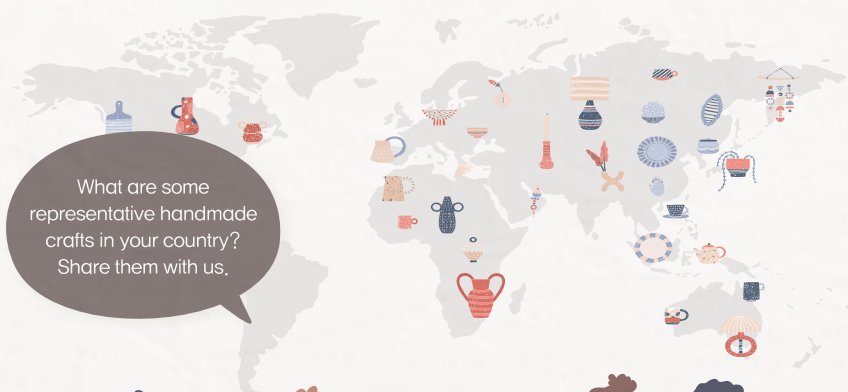 What are some
representative handmade
crafts in your country?
Share them with us.